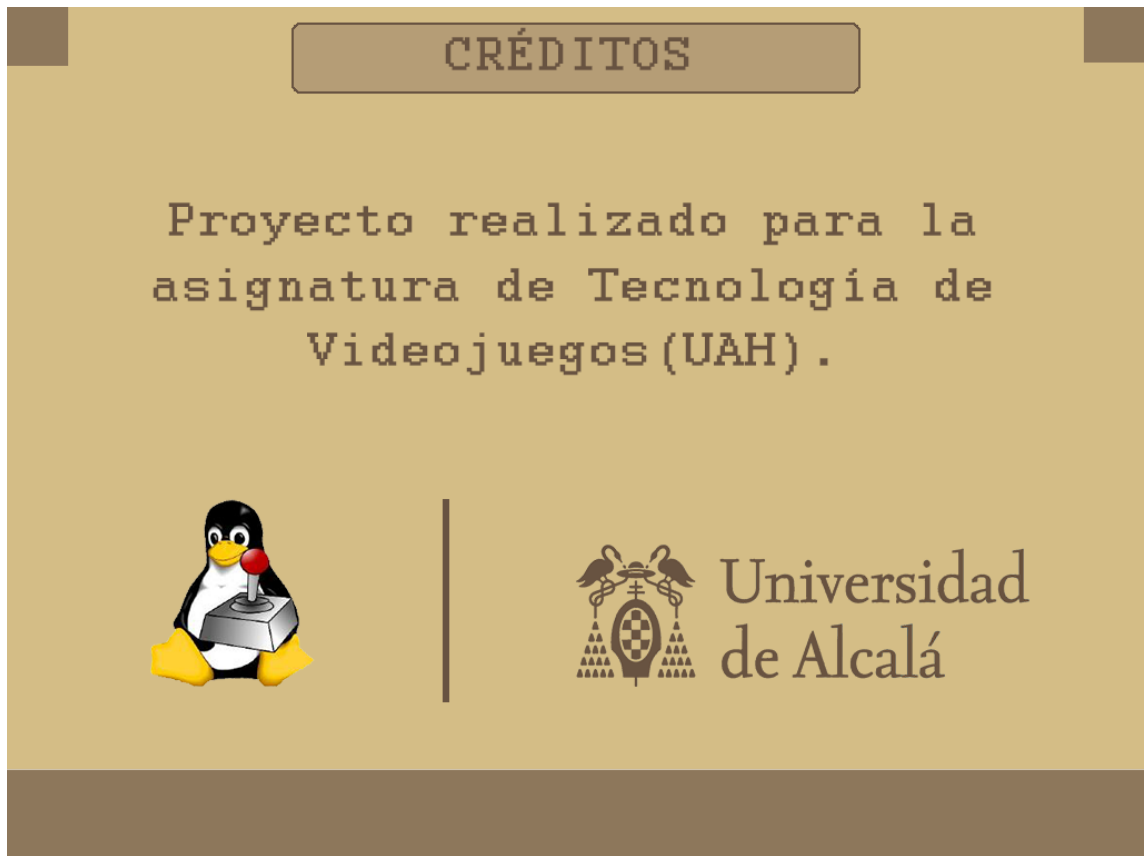 CRÉDITOS
Proyecto realizado para la
asignatura de Tecnología de
Videojuegos(UAH).
Universidad
de Alcalá